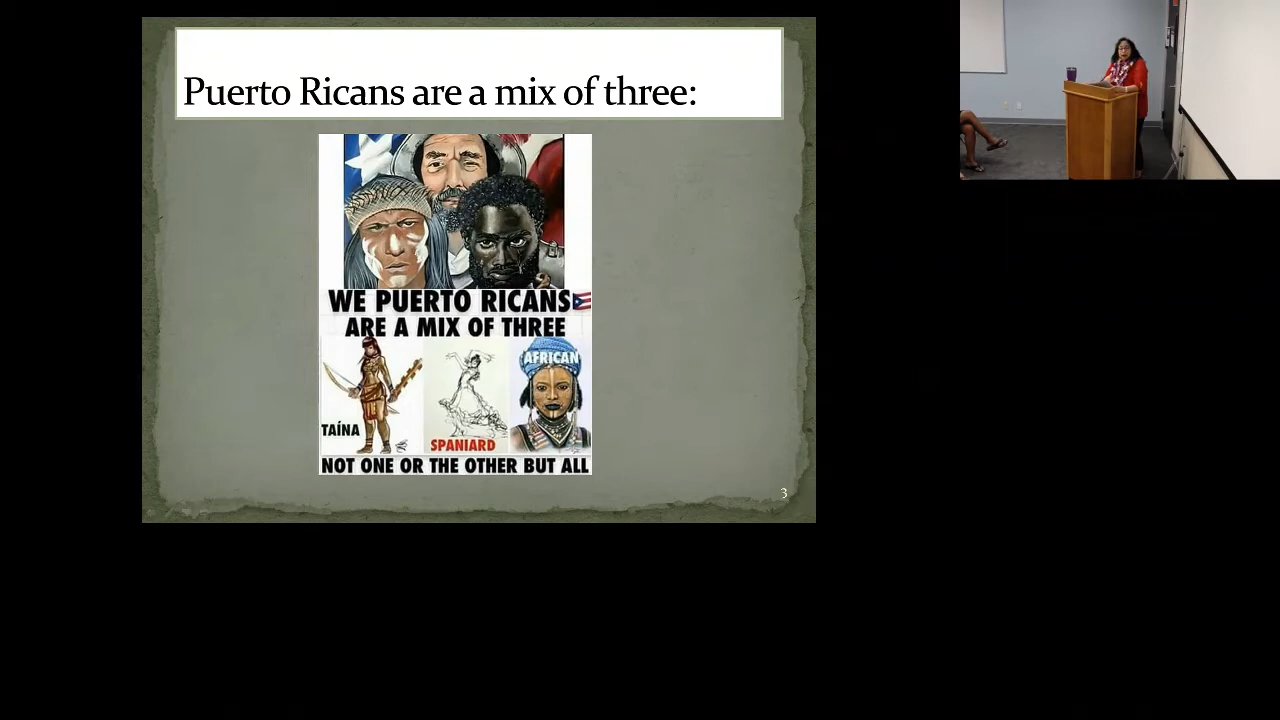 Puerto Ricans are a mix of three:
WE PUERTO RICANS
ARE A MIX OF THREE
AFRICAN
TAÍNA
SPANIARD
NOT ONE OR THE OTHER BUT ALL
3